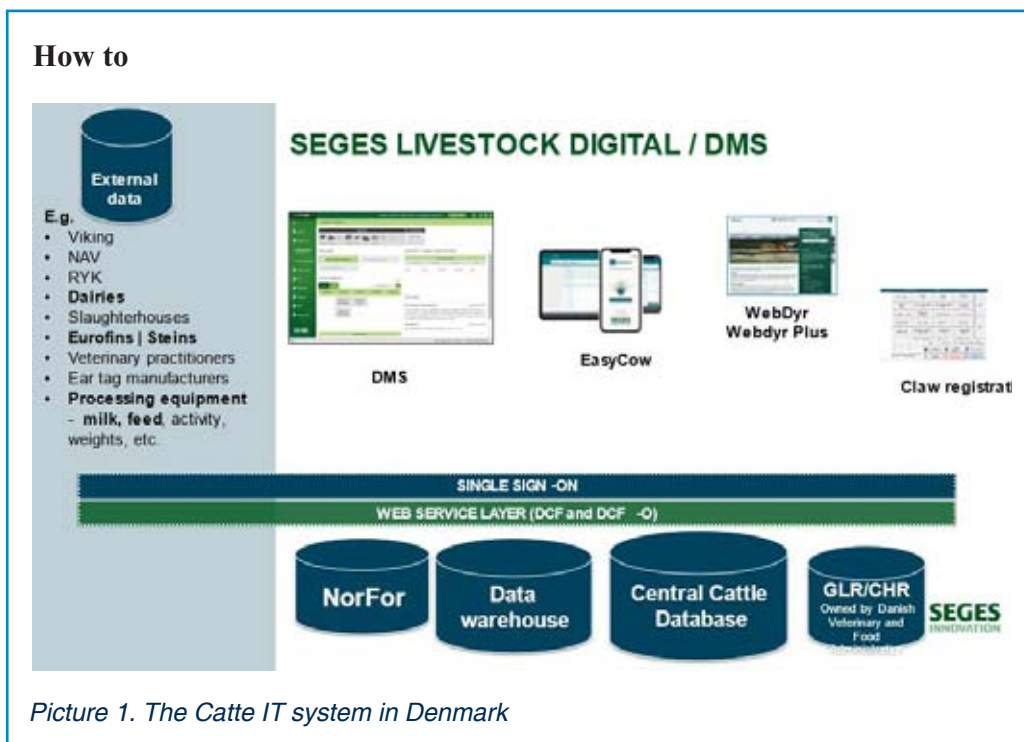 How to
SEGES LIVESTOCK DIGITAL / DMS
External
data
E.g.
• Viking
• NAV
• RYK
• Dairies
• Slaughterhouses
• Eurofins | Steins
• Veterinary practitioners
• Ear tag manufacturers
• Processing equipment
- milk, feed, activity,
weights, etc.
DMS
EasyCow
WebDyr
Webdyr Plus
Claw registrati
SINGLE SIGN -ON
WEB SERVICE LAYER (DCF and DCF -O)
NorFor
Data
warehouse
Central Cattle
Database
GLR/CHR
Owned by Danish
Veterinary and
Food
SEGES
INNOVATION
Picture 1. The Catte IT system in Denmark